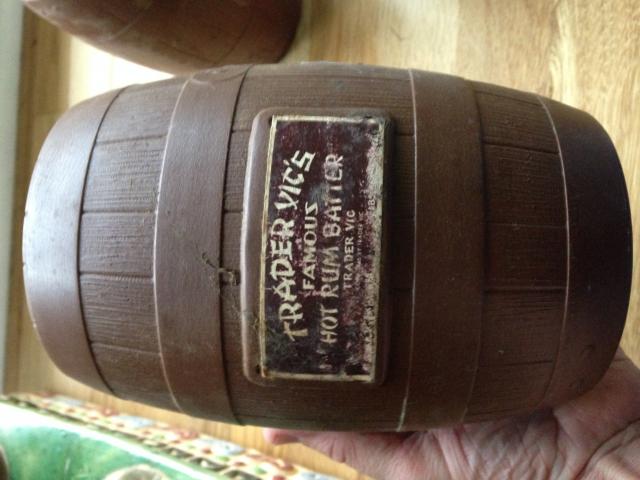 TRADER VIC'S
FAMOUS
HOT RUM BATTER
TRADER VIC